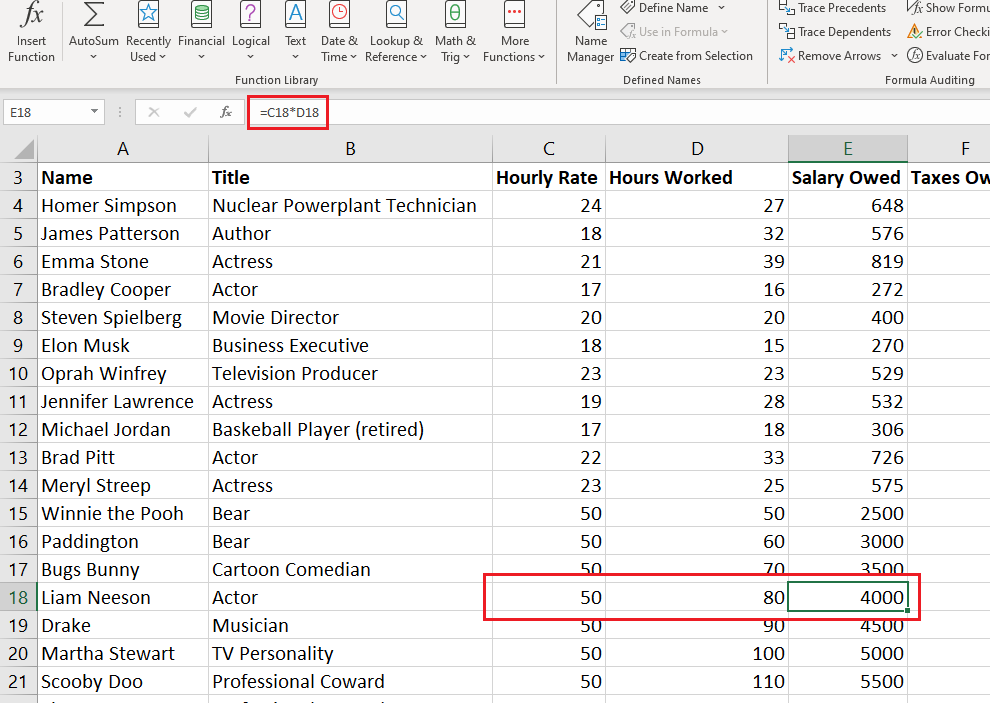 fx Σ ? A θ
Insert Function AutoSum Recently Used Financial Logical Text Date & Time Lookup & Reference Math & Trig More Functions Name Manager
Define Name
Use in Formula
Create from Selection
Trace Precedents
Trace Dependents
Remove Arrows
fx Show Formu
Error Checki
fx Evaluate For
Function Library Defined Names Formula Auditing
E18 fx =C18*D18
A B C D E F
3 Name Title Hourly Rate Hours Worked Salary Owed Taxes Ow
4 Homer Simpson Nuclear Powerplant Technician 24 27 648
5 James Patterson Author 18 32 576
6 Emma Stone Actress 21 39 819
7 Bradley Cooper Actor 17 16 272
8 Steven Spielberg Movie Director 20 20 400
9 Elon Musk Business Executive 18 15 270
10 Oprah Winfrey Television Producer 23 23 529
11 Jennifer Lawrence Actress 19 28 532
12 Michael Jordan Baskeball Player (retired) 17 18 306
13 Brad Pitt Actor 22 33 726
14 Meryl Streep Actress 23 25 575
15 Winnie the Pooh Bear 50 50 2500
16 Paddington Bear 50 60 3000
17 Bugs Bunny Cartoon Comedian 50 70 3500
18 Liam Neeson Actor 50 80 4000
19 Drake Musician 50 90 4500
20 Martha Stewart TV Personality 50 100 5000
21 Scooby Doo Professional Coward 50 110 5500